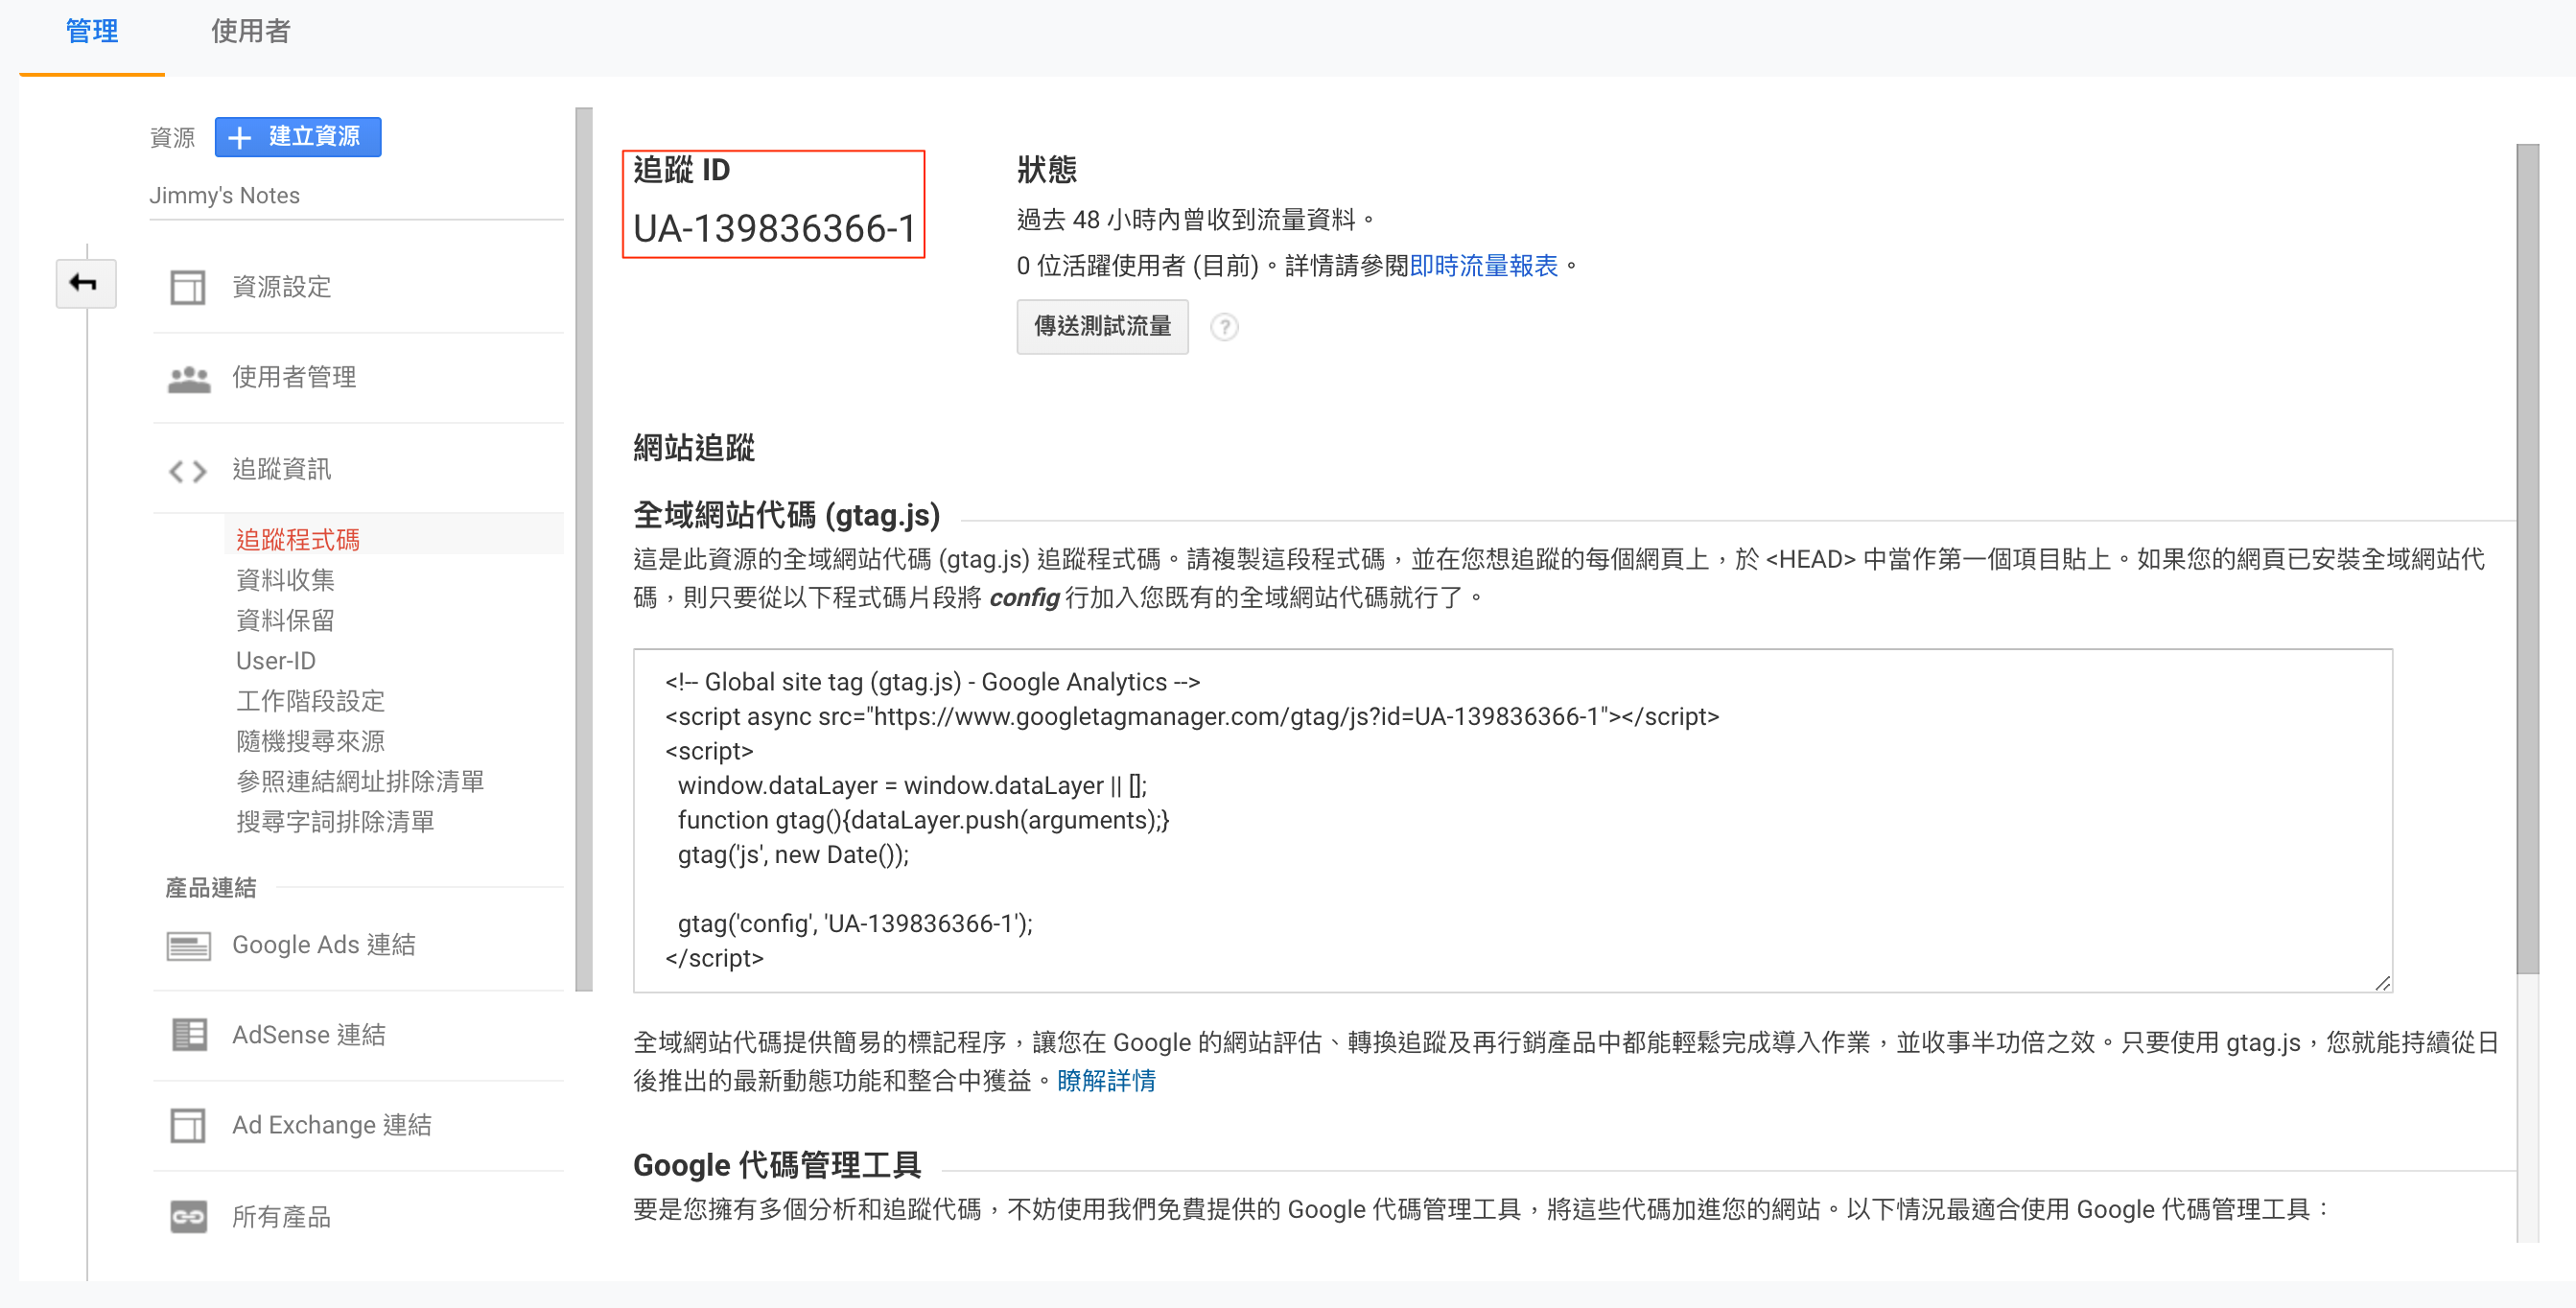 管理
使用者
資源
建立資源
Jimmy's Notes
資源設定
使用者管理
追蹤資訊
追蹤程式碼
資料收集
資料保留
User-ID
工作階段設定
隨機搜尋來源
參照連結網址排除清單
搜尋字詞排除清單
產品連結
Google Ads 連結
AdSense 連結
Ad Exchange 連結
所有產品
追蹤 ID
UA-139836366-1
狀態
過去 48 小時內曾收到流量資料。
0 位活躍使用者 (目前)。詳情請參閱即時流量報表。
傳送測試流量
?
網站追蹤
全域網站代碼 (gtag.js)
這是此資源的全域網站代碼 (gtag.js) 追蹤程式碼。請複製這段程式碼，並在您想追蹤的每個網頁上，於 <HEAD> 中當作第一個項目貼上。如果您的網頁已安裝全域網站代
碼，則只要從以下程式碼片段將 config 行加入您既有的全域網站代碼就行了。
<!-- Global site tag (gtag.js) - Google Analytics -->
<script async src="https://www.googletagmanager.com/gtag/js?id=UA-139836366-1"></script>
<script>
window.dataLayer = window.dataLayer || [];
function gtag(){dataLayer.push(arguments);}
gtag('js', new Date());
gtag('config', 'UA-139836366-1');
</script>
全域網站代碼提供簡易的標記程序，讓您在 Google 的網站評估、轉換追蹤及再行銷產品中都能輕鬆完成導入作業，並收事半功倍之效。只要使用 gtag.js，您就能持續從日
後推出的最新動態功能和整合中獲益。瞭解詳情
Google 代碼管理工具
要是您擁有多個分析和追蹤代碼，不妨使用我們免費提供的 Google 代碼管理工具，將這些代碼加進您的網站。以下情況最適合使用 Google 代碼管理工具：